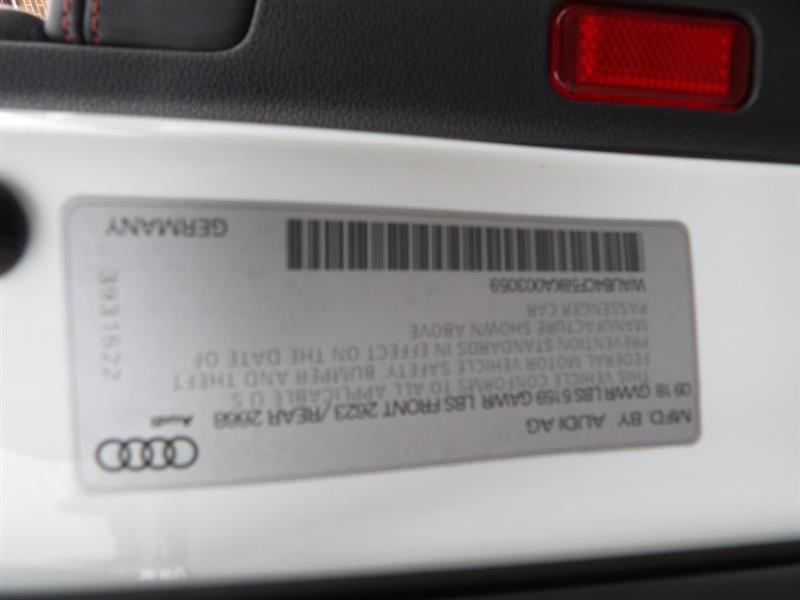 MFD. BY AUDI AG
09 18 GVWR LBS 5159 GAWR LBS FRONT 2623 / REAR 2668
THIS VEHICLE CONFORMS TO ALL APPLICABLE U S
FEDERAL MOTOR VEHICLE SAFETY BUMPER AND THEFT
PREVENTION STANDARDS IN EFFECT ON THE DATE OF
MANUFACTURE SHOWN ABOVE
PASSENGER CAR
WAUB4CF58KA003059
GERMANY
Audi
3931522